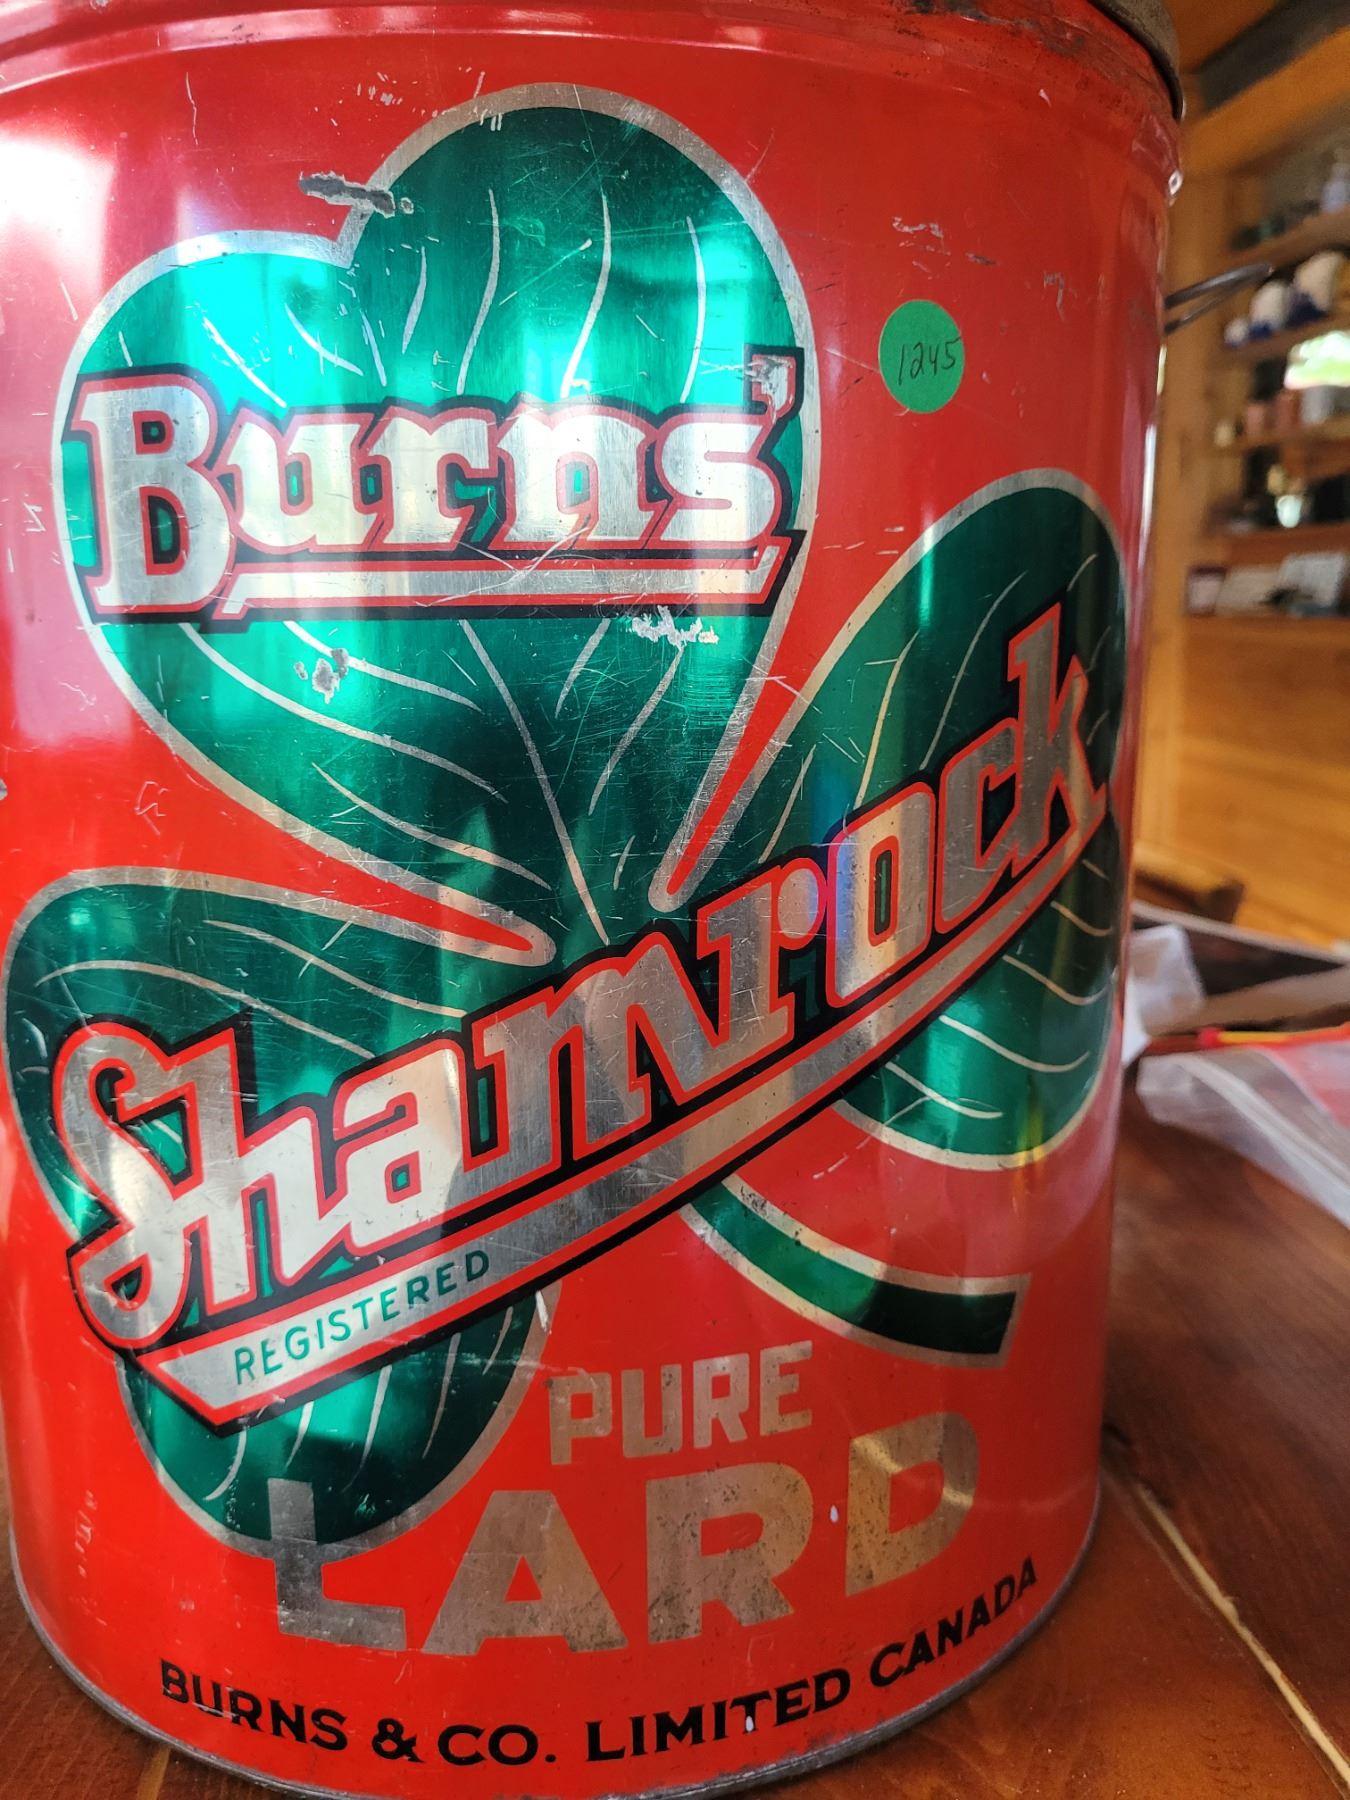 Burns'
1245
Shamrock
REGISTERED
PURE
LARD
BURNS & CO. LIMITED CANADA